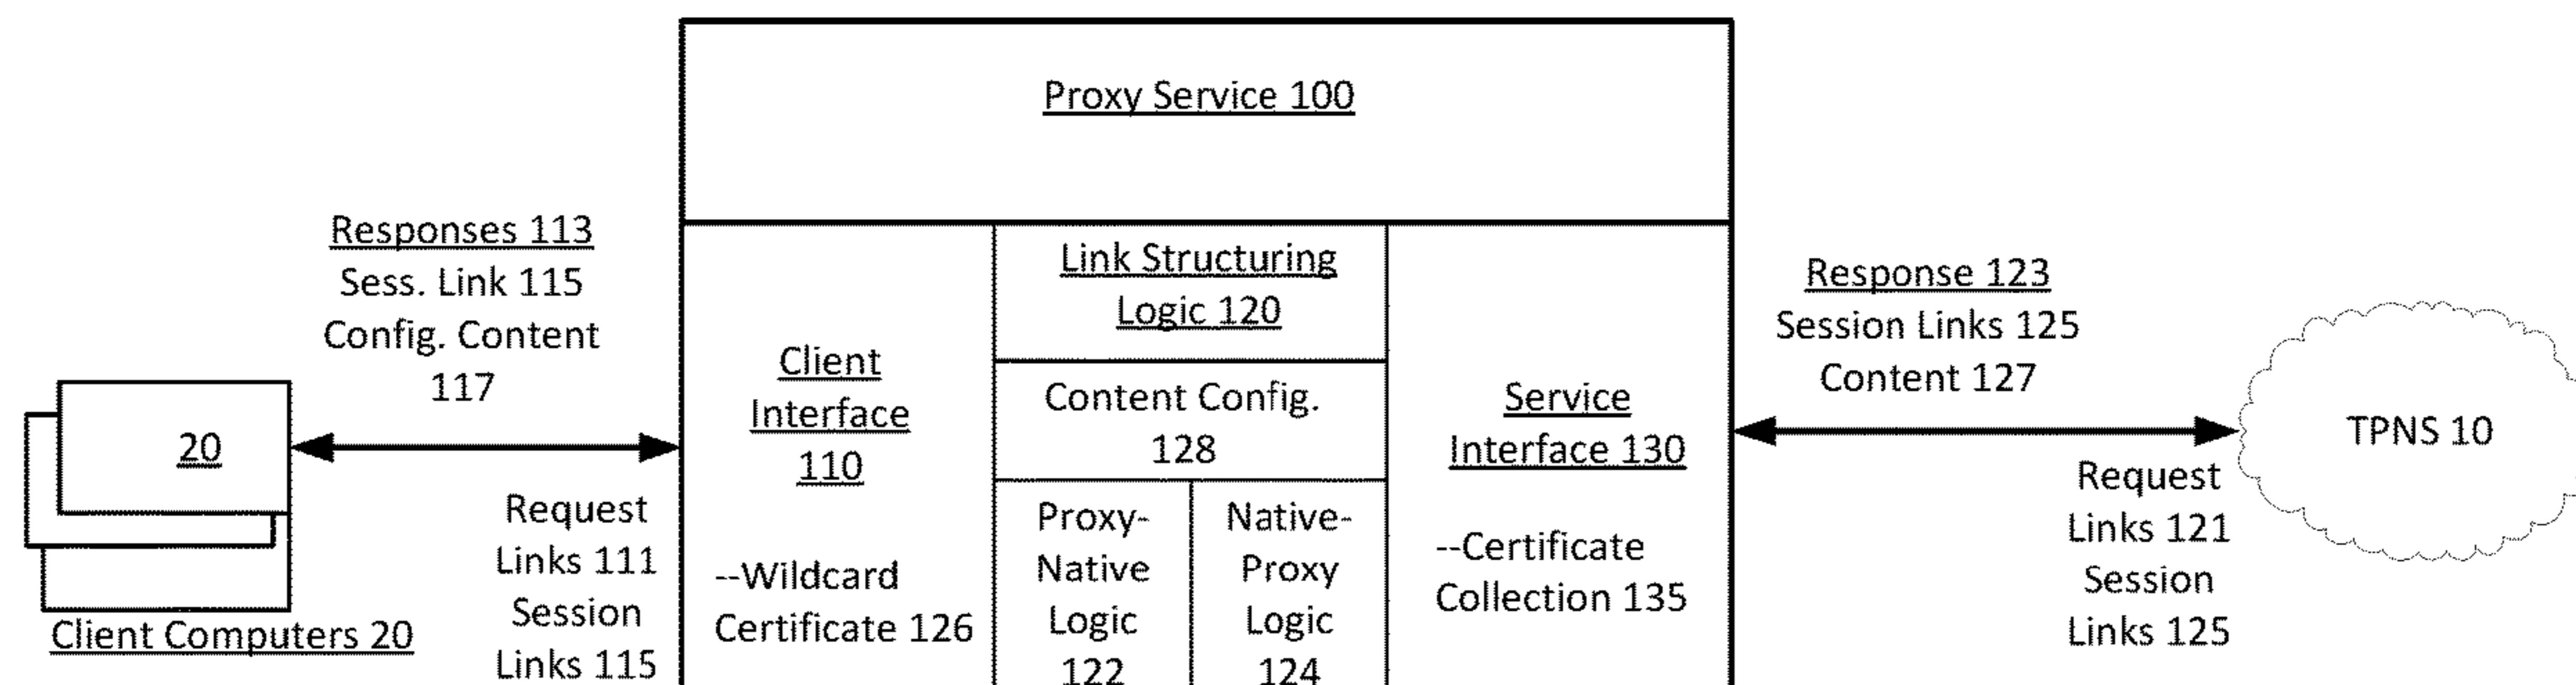 Proxy Service 100
Responses 113
Sess. Link 115
Config. Content
117
20
Client Computers 20
Request
Links 111
Session
Links 115
Client
Interface
110
--Wildcard
Certificate 126
Link Structuring
Logic 120
Content Config.
128
Proxy-
Native
Logic
122
Native-
Proxy
Logic
124
Service
Interface 130
--Certificate
Collection 135
Response 123
Session Links 125
Content 127
Request
Links 121
Session
Links 125
TPNS 10